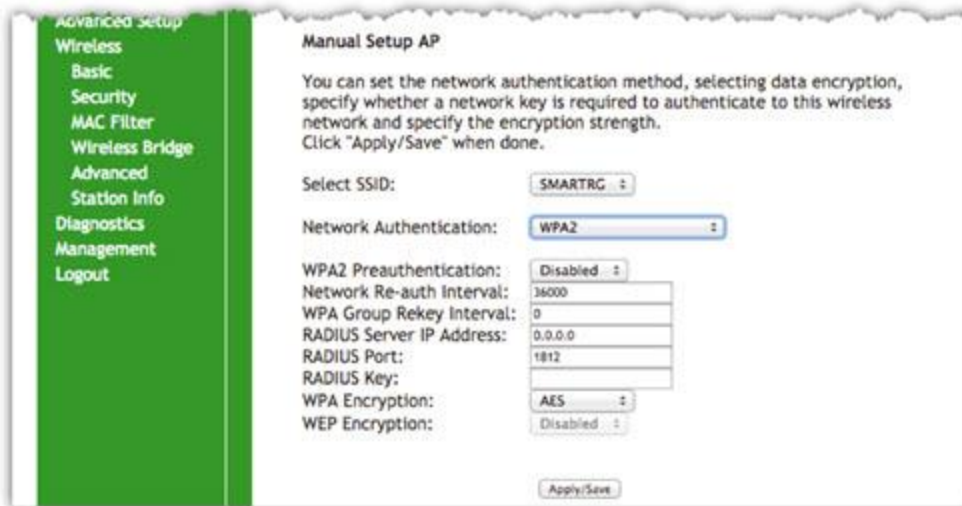 Advanced Setup
Wireless
Basic
Security
MAC Filter
Wireless Bridge
Advanced
Station Info
Diagnostics
Management
Logout
Manual Setup AP
You can set the network authentication method, selecting data encryption,
specify whether a network key is required to authenticate to this wireless
network and specify the encryption strength.
Click "Apply/Save" when done.
Select SSID: SMARTRG
Network Authentication: WPA2
WPA2 Preauthentication: Disabled
Network Re-auth Interval: 36000
WPA Group Rekey Interval: 0
RADIUS Server IP Address: 0.0.0.0
RADIUS Port: 1812
RADIUS Key:
WPA Encryption: AES
WEP Encryption: Disabled
Apply/Save